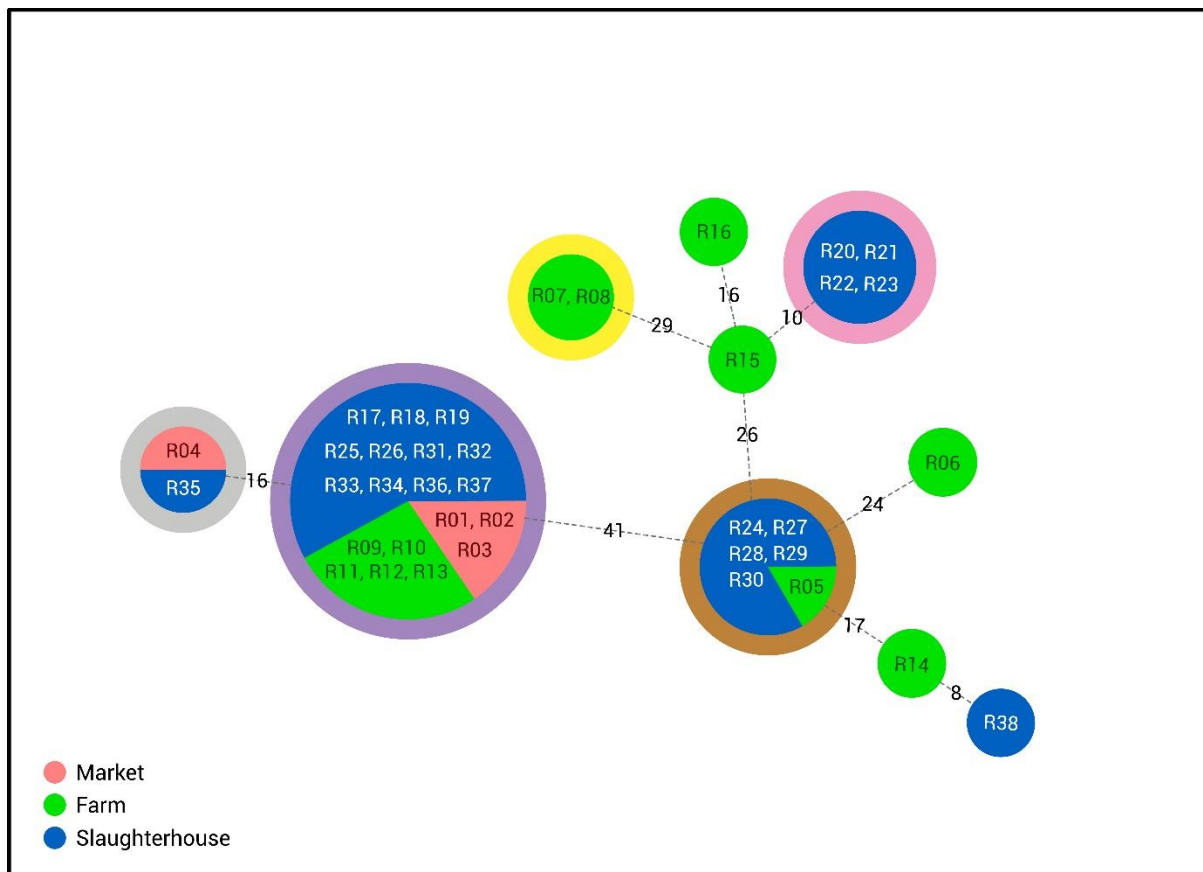 R16
R20, R21
R22, R23
R07, R08
16
10
29
R15
R17, R18, R19
R25, R26, R31, R32
R33, R34, R36, R37
R04
R35
16
26
R06
24
R01, R02
R03
R09, R10
R11, R12, R13
41
R24, R27
R28, R29
R30
R05
17
R14
8
R38
Market
Farm
Slaughterhouse